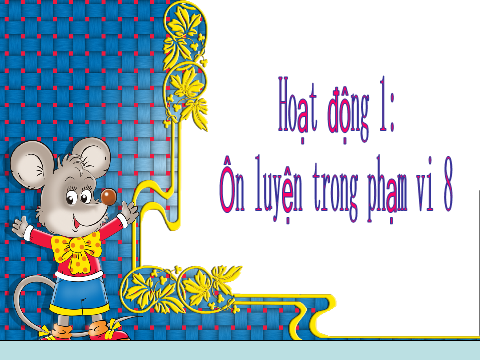 Hoạt động 1:
Ôn luyện trong phạm vi 8